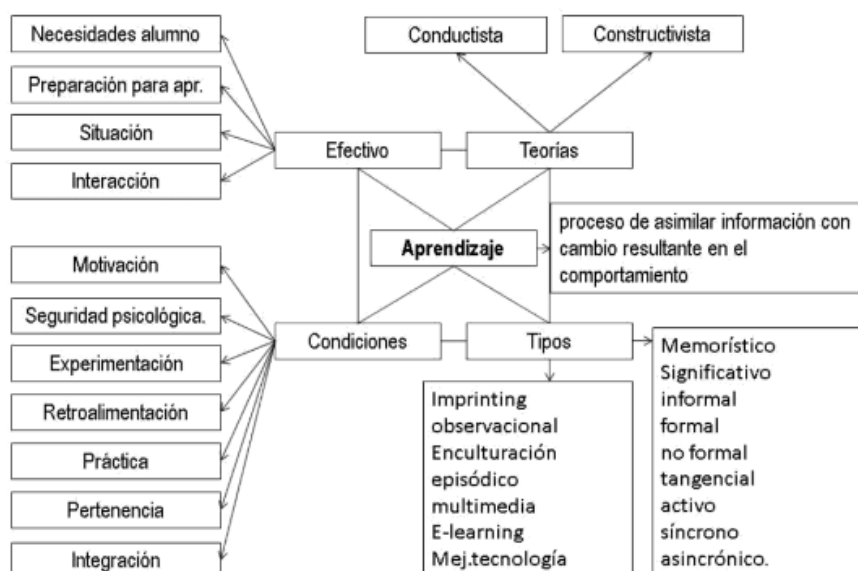 Necesidades alumno
Preparación para apr.
Situación
Interacción
Conductista
Constructivista
Efectivo
Teorías
Aprendizaje
proceso de asimilar información con
cambio resultante en el
comportamiento
Motivación
Seguridad psicológica.
Experimentación
Retroalimentación
Práctica
Pertenencia
Integración
Condiciones
Tipos
Imprinting
observacional
Enculturación
episódico
multimedia
E-learning
Mej.tecnología
Memorístico
Significativo
informal
formal
no formal
tangencial
activo
síncrono
asincrónico.